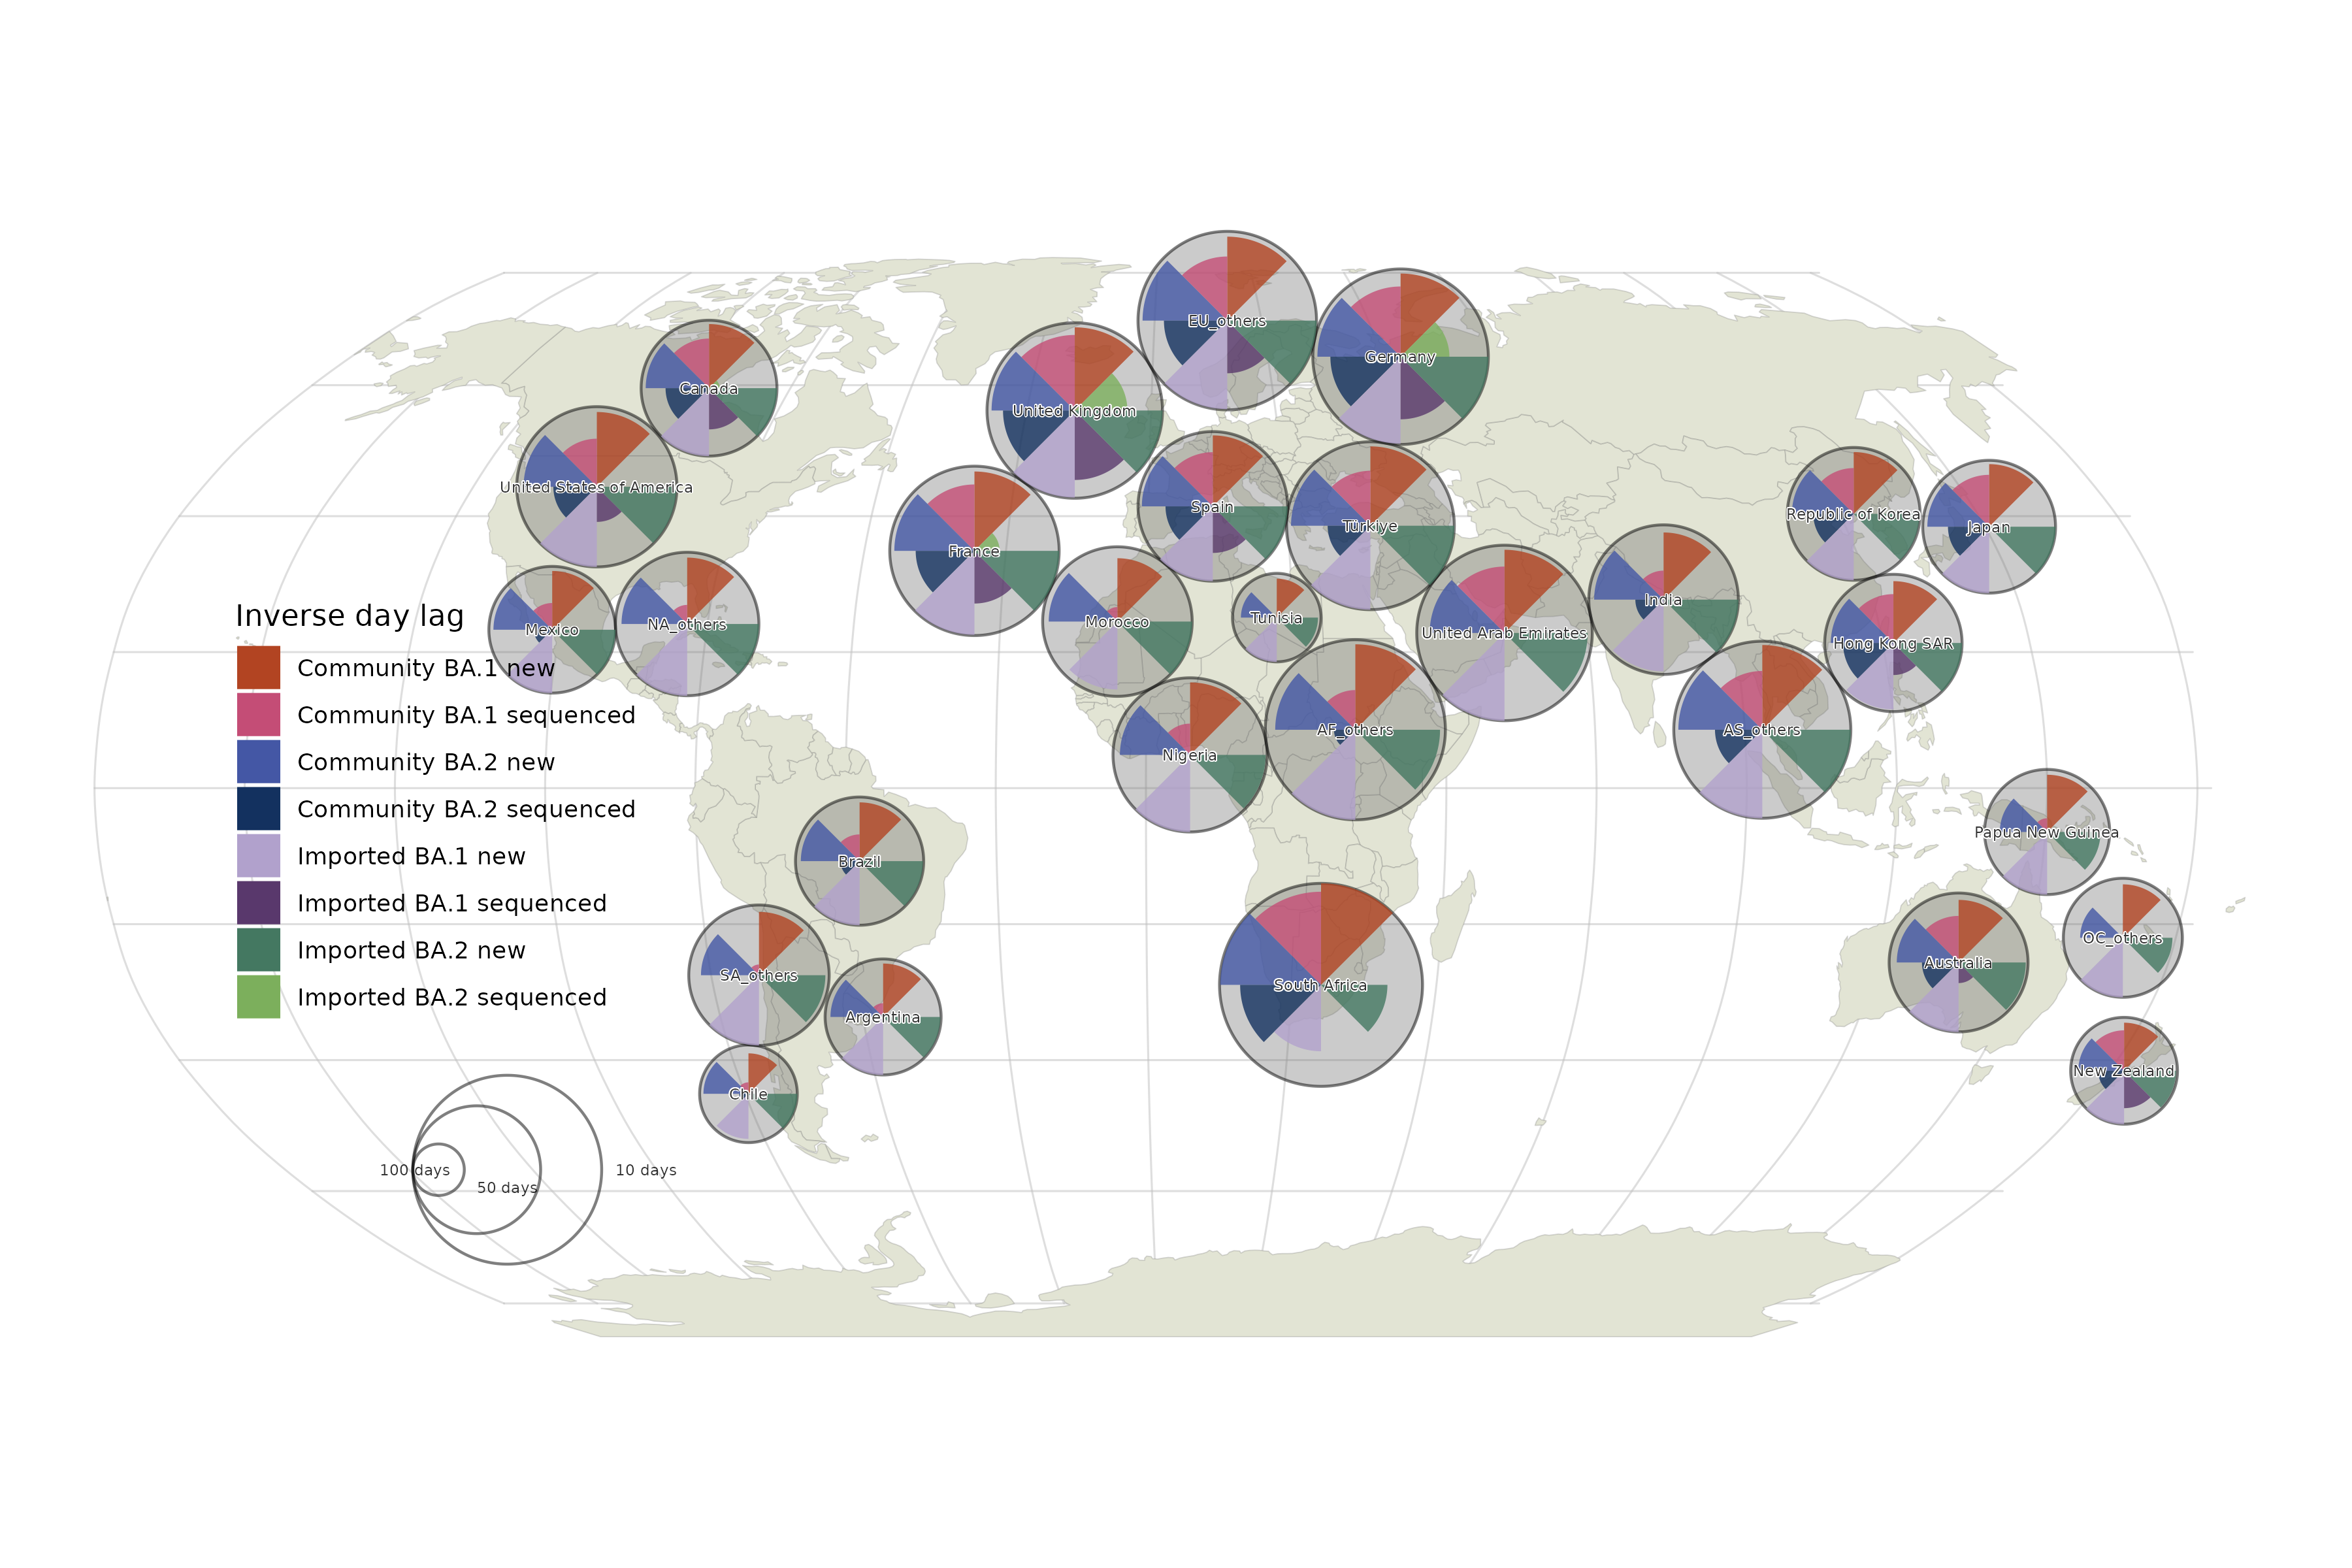 EU_others
Germany
Canada
United Kingdom
United States of America
Spain
Republic of Korea
Türkiye
Japan
France
India
Inverse day lag
Morocco
Tunisia
NA_others
Mexico
United Arab Emirates
Hong Kong SAR
Community BA.1 new
Community BA.1 sequenced
Community BA.2 new
Community BA.2 sequenced
Imported BA.1 new
Imported BA.1 sequenced
Imported BA.2 new
Imported BA.2 sequenced
AF_others
AS_others
Nigeria
Papua New Guinea
Brazil
OC_others
Australia
SA_others
South Africa
Argentina
New Zealand
Chile
100 days
50 days
10 days